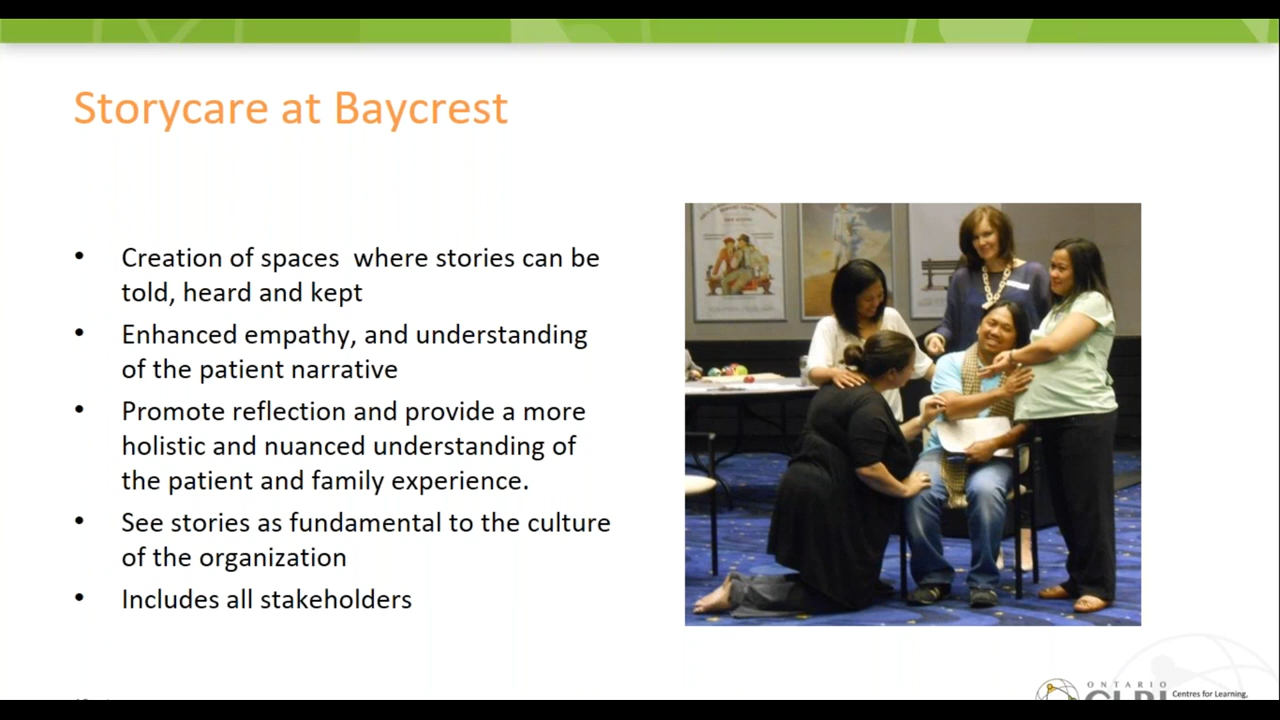 Storycare at Baycrest
• Creation of spaces  where stories can be
told, heard and kept
• Enhanced empathy, and understanding
of the patient narrative
• Promote reflection and provide a more
holistic and nuanced understanding of
the patient and family experience.
• See stories as fundamental to the culture
of the organization
• Includes all stakeholders
ONTARIO
CLRI Centres for Learning,